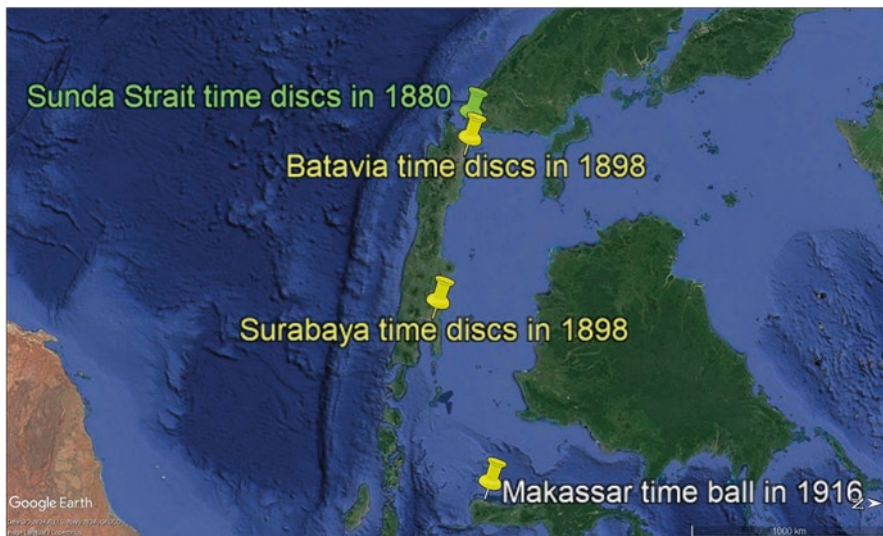 Sunda Strait time discs in 1880
Batavia time discs in 1898
Surabaya time discs in 1898
Makassar time ball in 1916
Google Earth
N
1000 km